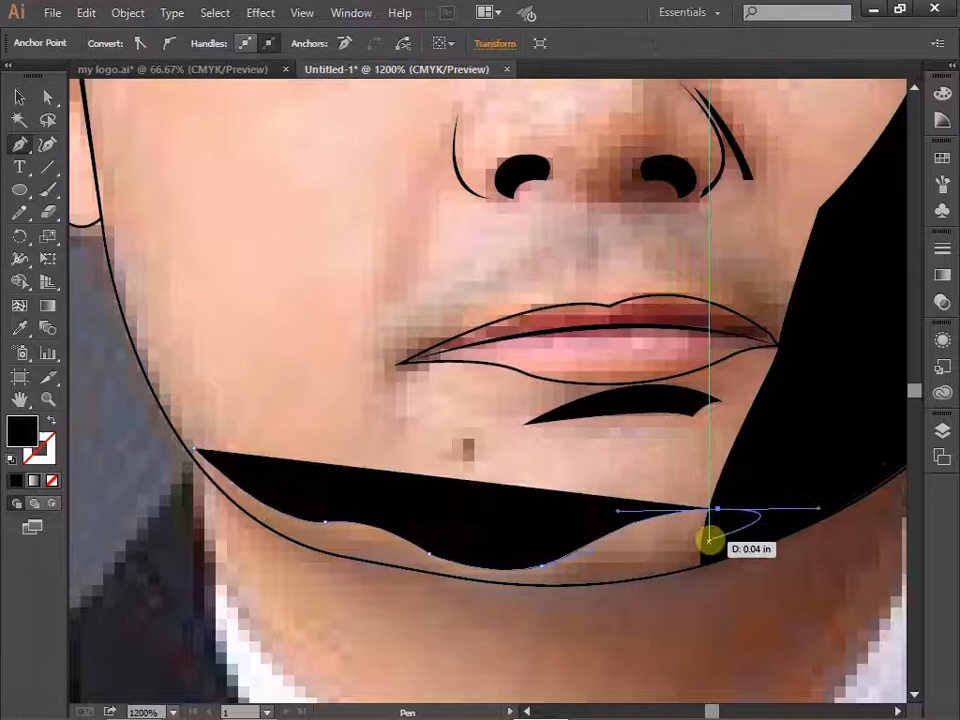 Ai File Edit Object Type Select Effect View Window Help Br Essentials
Anchor Point Convert: Handles: Anchors: Transform
my logo.ai* @ 66.67% (CMYK/Preview) × Untitled-1* @ 1200% (CMYK/Preview) ×
T
D: 0.04 in
1200% 1 Pen